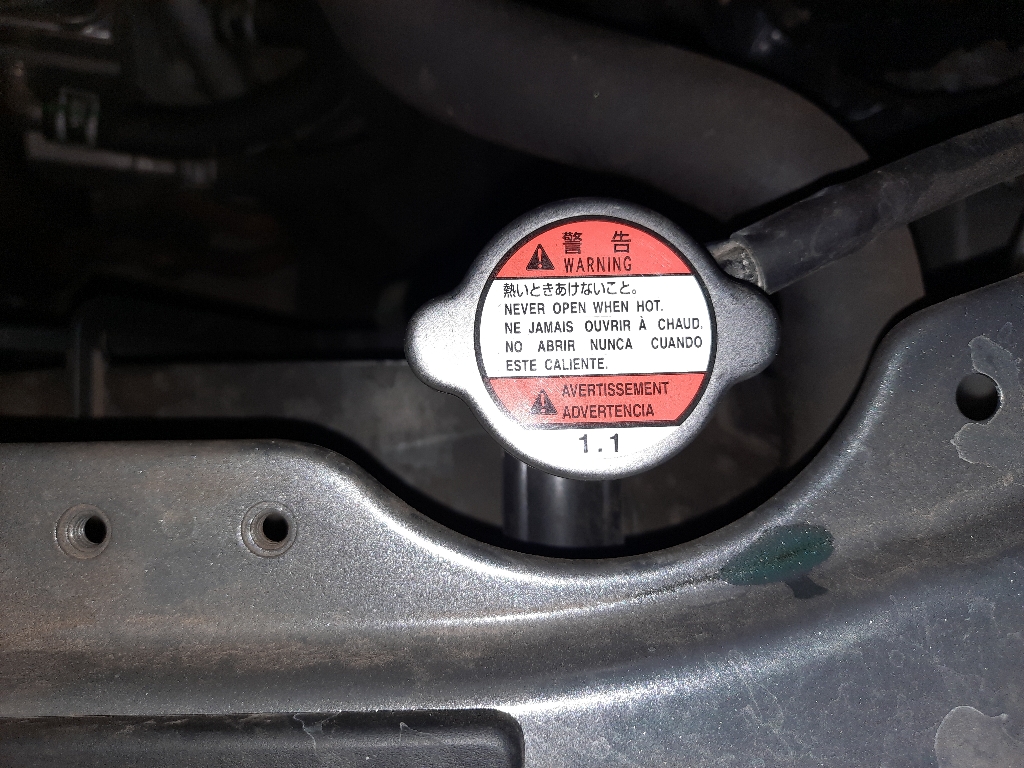 警 告
WARNING
熱いときあけないこと。
NEVER OPEN WHEN HOT.
NE JAMAIS OUVRIR À CHAUD.
NO ABRIR NUNCA CUANDO
ESTE CALIENTE.
AVERTISSEMENT
ADVERTENCIA
1.1